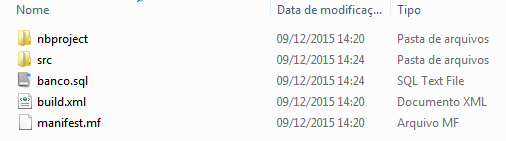 Nome Data de modificaç... Tipo
nbproject 09/12/2015 14:20 Pasta de arquivos
src 09/12/2015 14:24 Pasta de arquivos
banco.sql 09/12/2015 14:24 SQL Text File
build.xml 09/12/2015 14:20 Documento XML
manifest.mf 09/12/2015 14:20 Arquivo MF